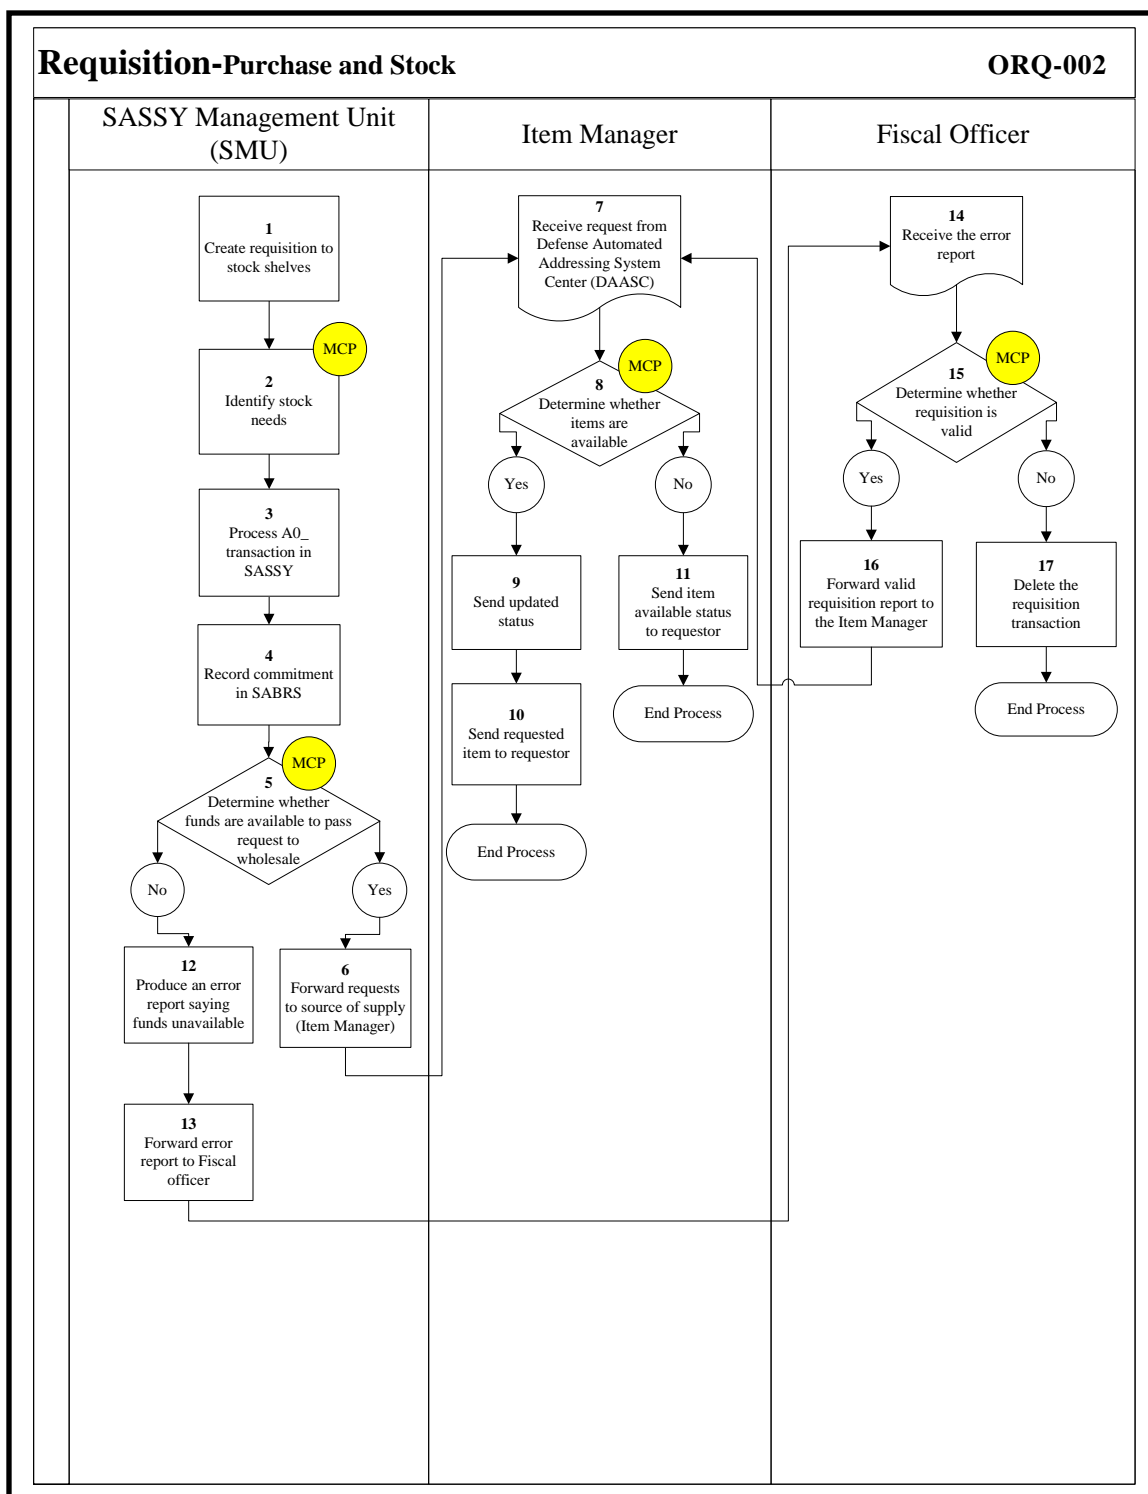 Requisition-Purchase and Stock ORQ-002
SASSY Management Unit
(SMU)
Item Manager
Fiscal Officer
1
Create requisition to
stock shelves
MCP
2
Identify stock
needs
3
Process A0_
transaction in
SASSY
4
Record commitment
in SABRS
MCP
5
Determine whether
funds are available to pass
request to
wholesale
No
Yes
12
Produce an error
report saying
funds unavailable
6
Forward requests
to source of supply
(Item Manager)
13
Forward error
report to Fiscal
officer
7
Receive request from
Defense Automated
Addressing System
Center (DAASC)
MCP
8
Determine whether
items are
available
Yes
No
9
Send updated
status
11
Send item
available status
to requestor
10
Send requested
item to requestor
End Process
End Process
14
Receive the error
report
MCP
15
Determine whether
requisition is
valid
Yes
No
16
Forward valid
requisition report to
the Item Manager
17
Delete the
requisition
transaction
End Process